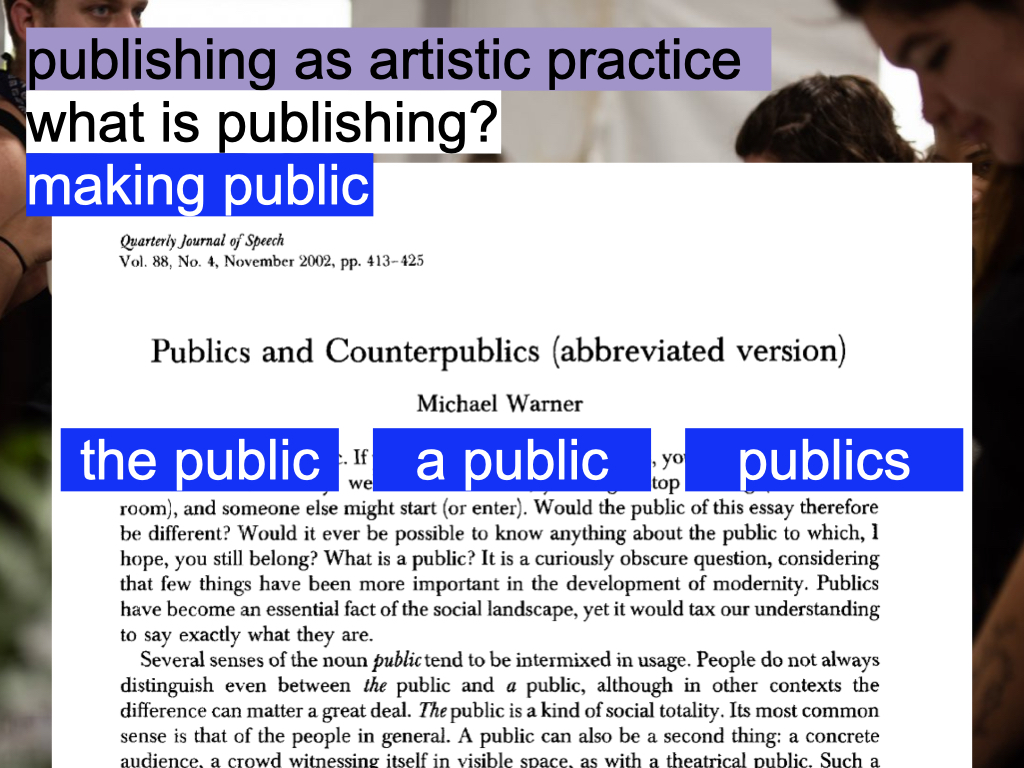 publishing as artistic practice
what is publishing?
making public
Quarterly Journal of Speech
Vol. 88, No. 4, November 2002, pp. 413–425
Publics and Counterpublics (abbreviated version)
Michael Warner
the public . If a public , you publics
we top
room), and someone else might start (or enter). Would the public of this essay therefore
be different? Would it ever be possible to know anything about the public to which, I
hope, you still belong? What is a public? It is a curiously obscure question, considering
that few things have been more important in the development of modernity. Publics
have become an essential fact of the social landscape, yet it would tax our understanding
to say exactly what they are.
Several senses of the noun public tend to be intermixed in usage. People do not always
distinguish even between the public and a public, although in other contexts the
difference can matter a great deal. The public is a kind of social totality. Its most common
sense is that of the people in general. A public can also be a second thing: a concrete
audience, a crowd witnessing itself in visible space, as with a theatrical public. Such a